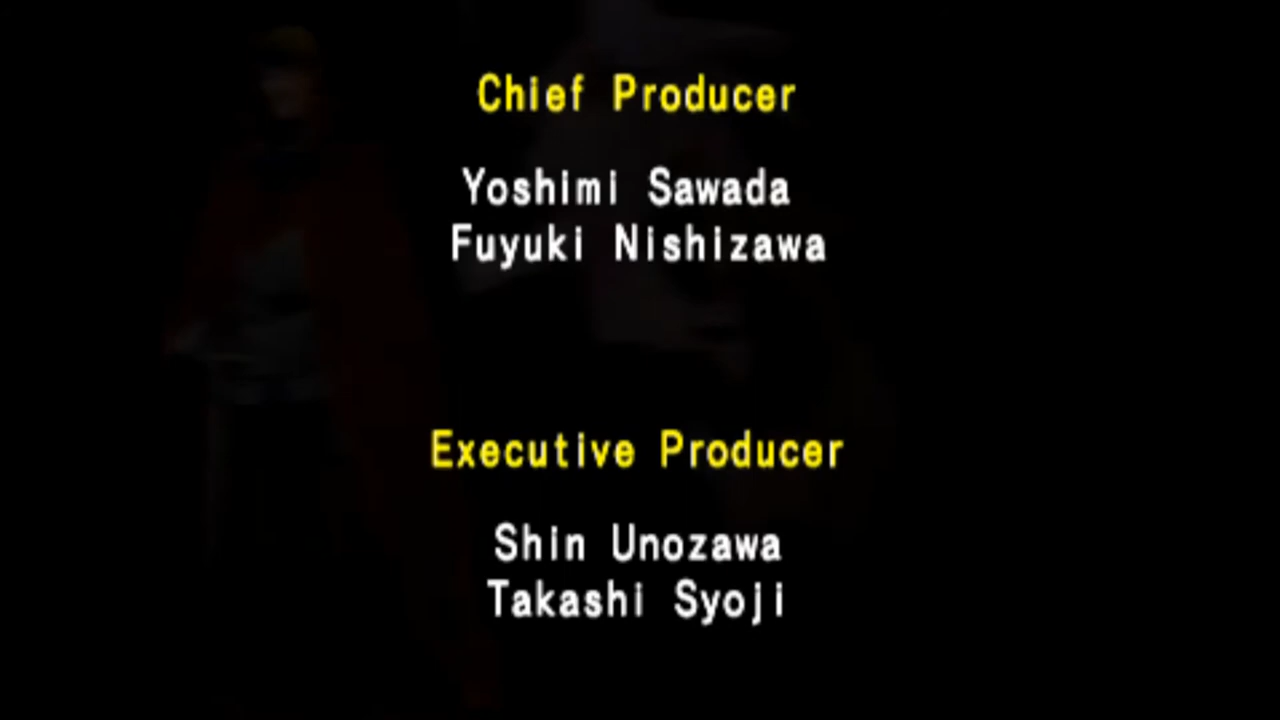 Chief Producer
Yoshimi Sawada
Fuyuki Nishizawa
Executive Producer
Shin Unozawa
Takashi Syoji